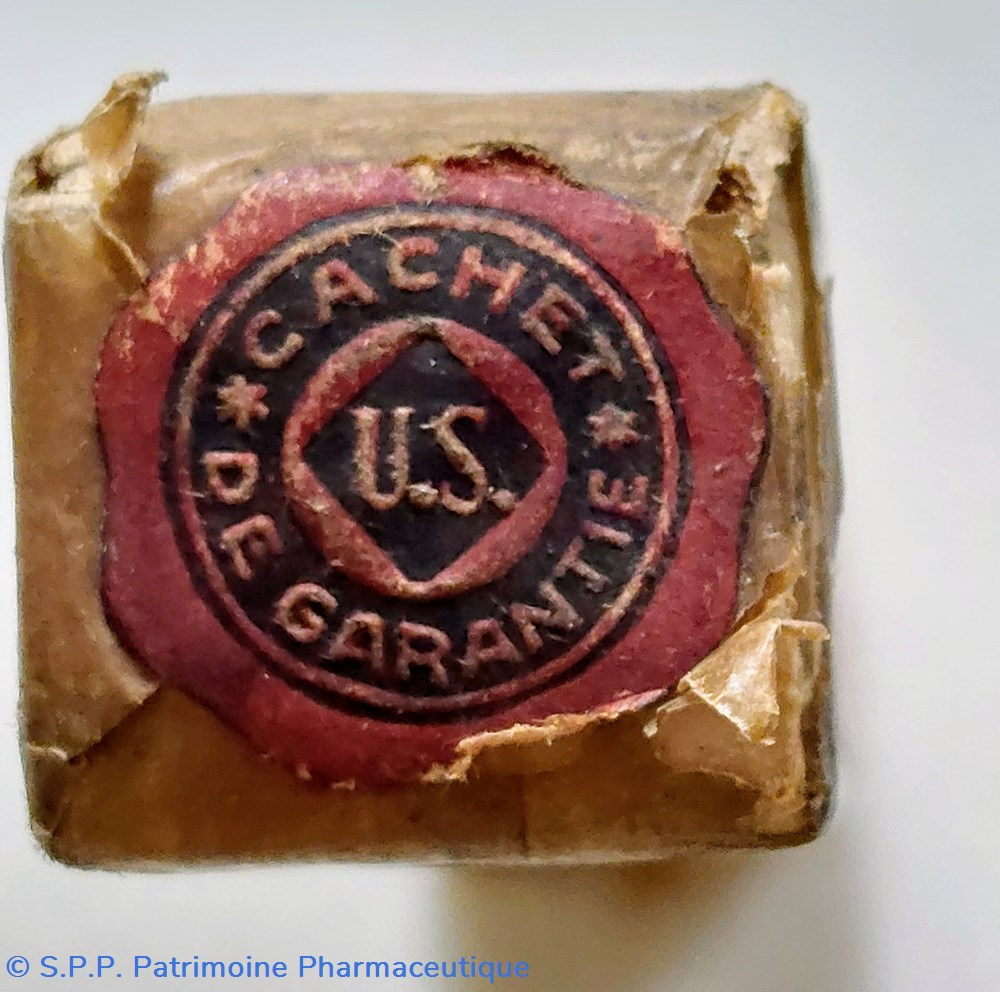 * CACHET *
DE GARANTIE
U.S.
© S.P.P. Patrimoine Pharmaceutique